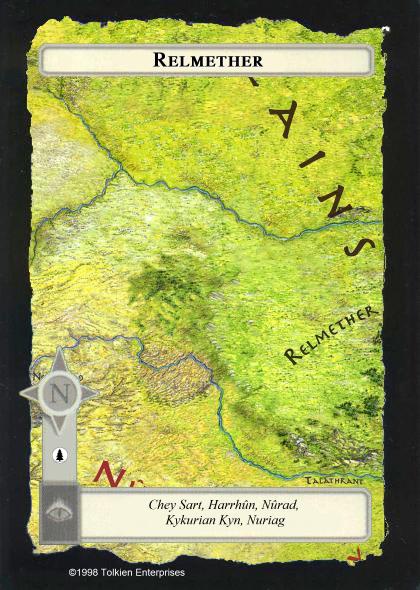 RELMETHER
AINS
RELMETHER
N
TALATHRANT
Chey Sart, Harrhûn, Nûrad,
Kykurian Kyn, Nuriag
©1998 Tolkien Enterprises